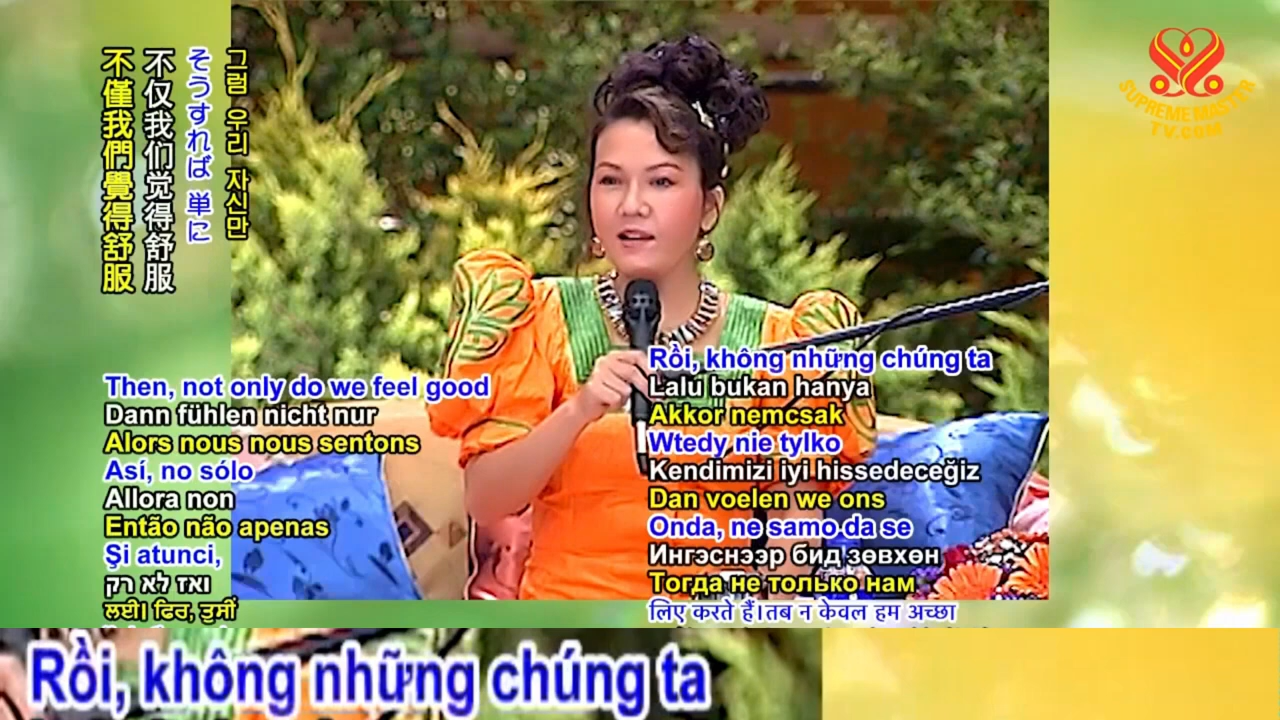 그럼 우리 자신만
そうすれば 単に
不仅我们觉得舒服
不僅我們覺得舒服
SUPREME MASTER
TV.COM
Then, not only do we feel good
Dann fühlen nicht nur
Alors nous nous sentons
Así, no sólo
Allora non
Então não apenas
Şi atunci,
ואז לא רק
ਲਈ। ਫਿਰ, ਤੁਸੀਂ
Rồi, không những chúng ta
Lalu bukan hanya
Akkor nemcsak
Wtedy nie tylko
Kendimizi iyi hissedeceğiz
Dan voelen we ons
Onda, ne samo da se
Ингэснээр бид зөвхөн
Тогда не только нам
लिए करते हैं।तब न केवल हम अच्छा
Rồi, không những chúng ta